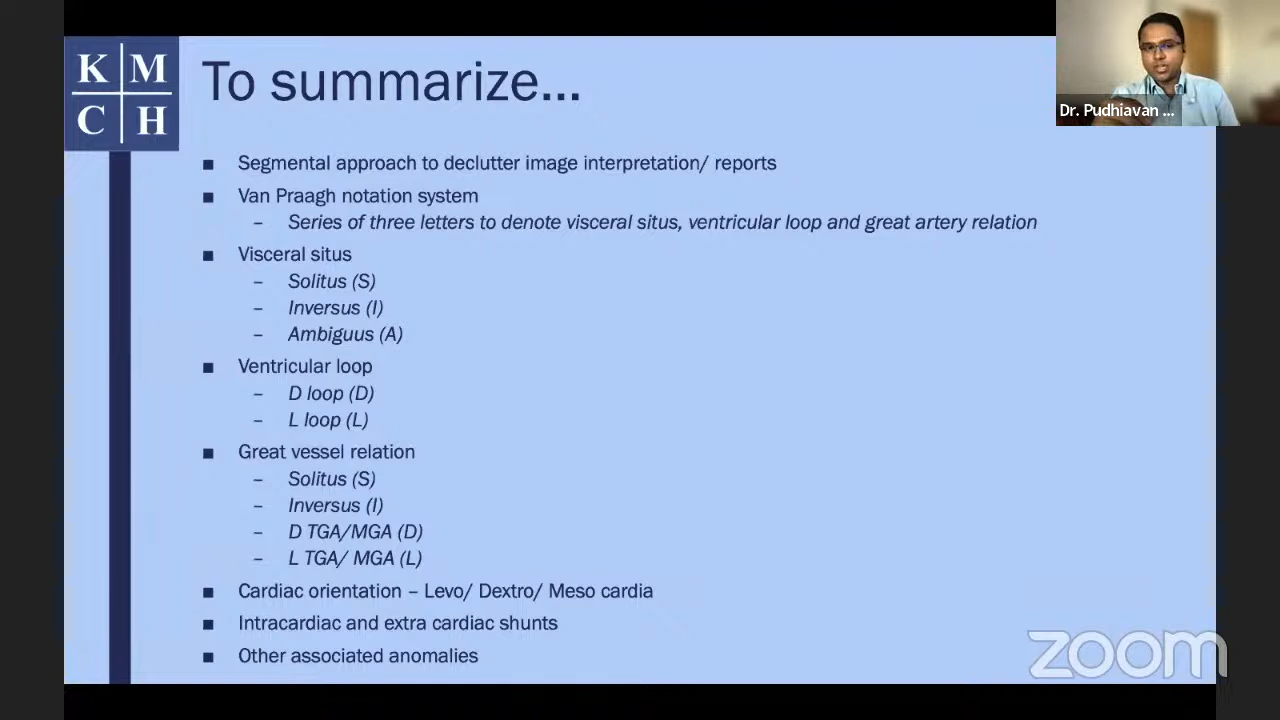 K M
C H
To summarize...
Dr. Pudhiavan ...
■ Segmental approach to declutter image interpretation/ reports
■ Van Praagh notation system
– Series of three letters to denote visceral situs, ventricular loop and great artery relation
■ Visceral situs
– Solitus (S)
– Inversus (I)
– Ambiguus (A)
■ Ventricular loop
– D loop (D)
– L loop (L)
■ Great vessel relation
– Solitus (S)
– Inversus (I)
– D TGA/MGA (D)
– L TGA/ MGA (L)
■ Cardiac orientation – Levo/ Dextro/ Meso cardia
■ Intracardiac and extra cardiac shunts
■ Other associated anomalies
zoom